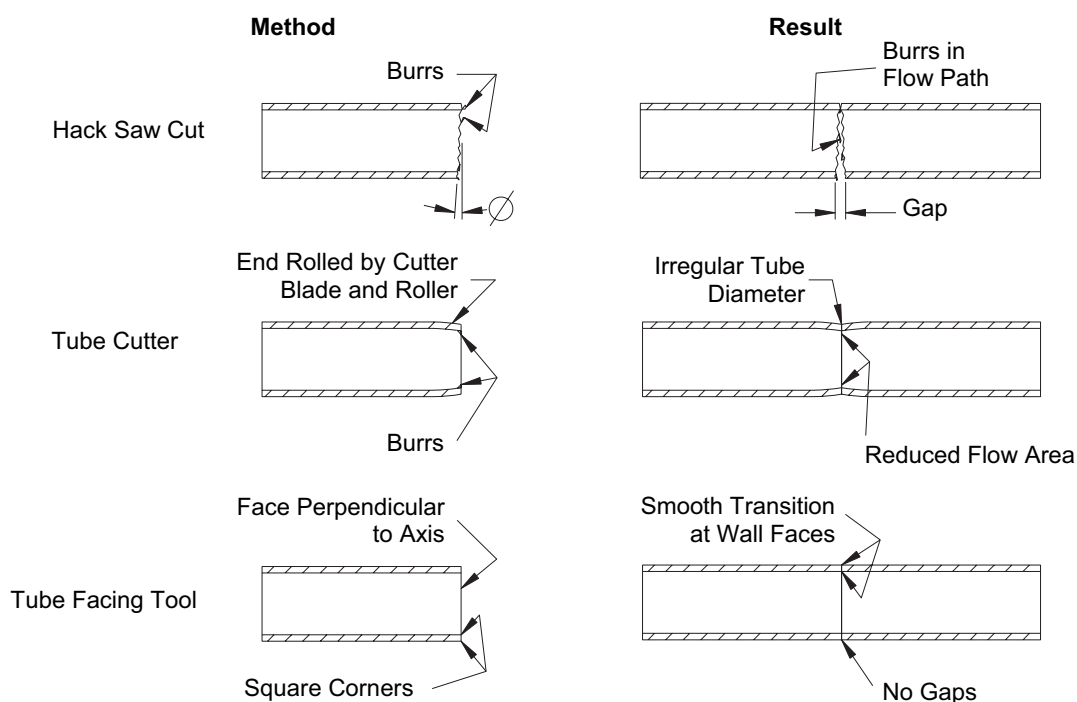 Method
Result
Burrs
Burrs in
Flow Path
Hack Saw Cut
Gap
End Rolled by Cutter
Blade and Roller
Irregular Tube
Diameter
Tube Cutter
Burrs
Reduced Flow Area
Face Perpendicular
to Axis
Smooth Transition
at Wall Faces
Tube Facing Tool
Square Corners
No Gaps